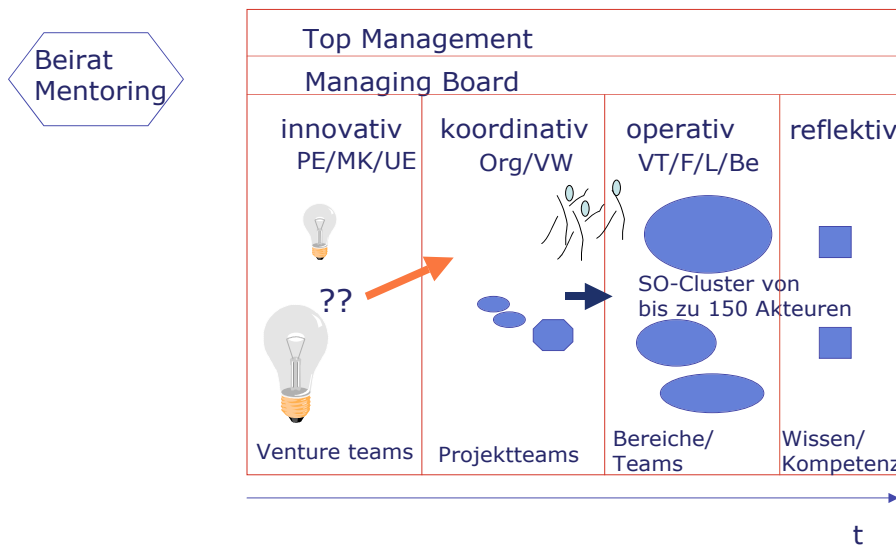 Beirat
Mentoring
Top Management
Managing Board
innovativ
PE/MK/UE
koordinativ
Org/VW
operativ
VT/F/L/Be
reflektiv
??
SO-Cluster von
bis zu 150 Akteuren
Venture teams
Projektteams
Bereiche/
Teams
Wissen/
Kompetenz
t